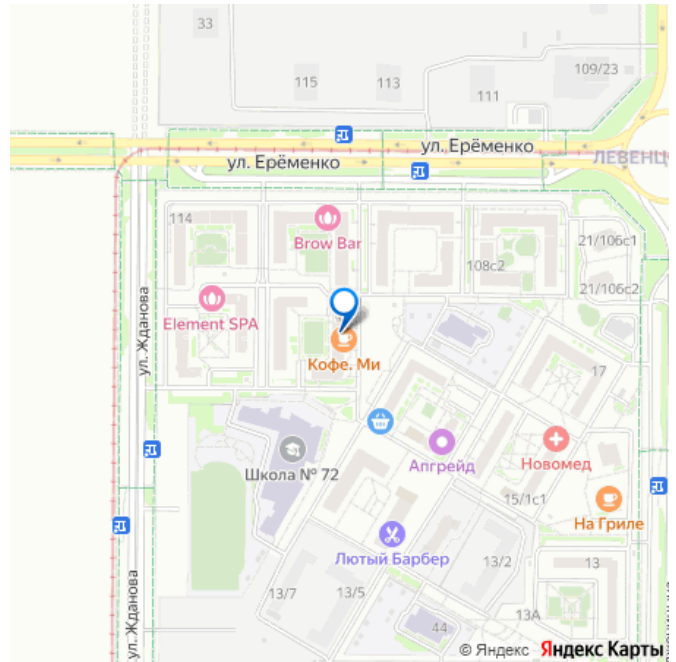 33
115
113
111
109/23
ул. Ерёменко
ул. Ерёменко
ЛЕВЕНЦ
114
Brow Bar
108с2
21/106с1
21/106с2
Element SPA
ул. Жданова
Кофе. Ми
17
Школа № 72
Апгрейд
Новомед
15/1с1
На Гриле
Лютый Барбер
13/2
13
13/7
13/5
13А
44
ул. Жданова
© Яндекс Яндекс Карты